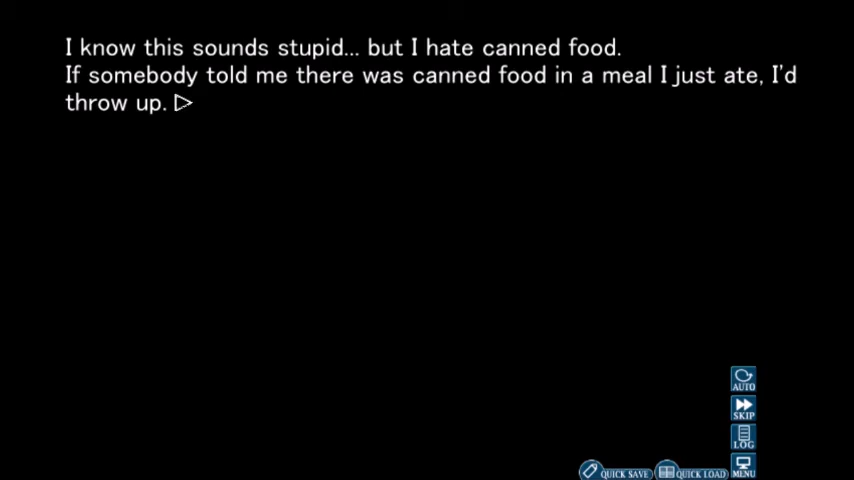 I know this sounds stupid... but I hate canned food.
If somebody told me there was canned food in a meal I just ate, I'd
throw up.
AUTO
SKIP
LOG
MENU
QUICK SAVE
QUICK LOAD